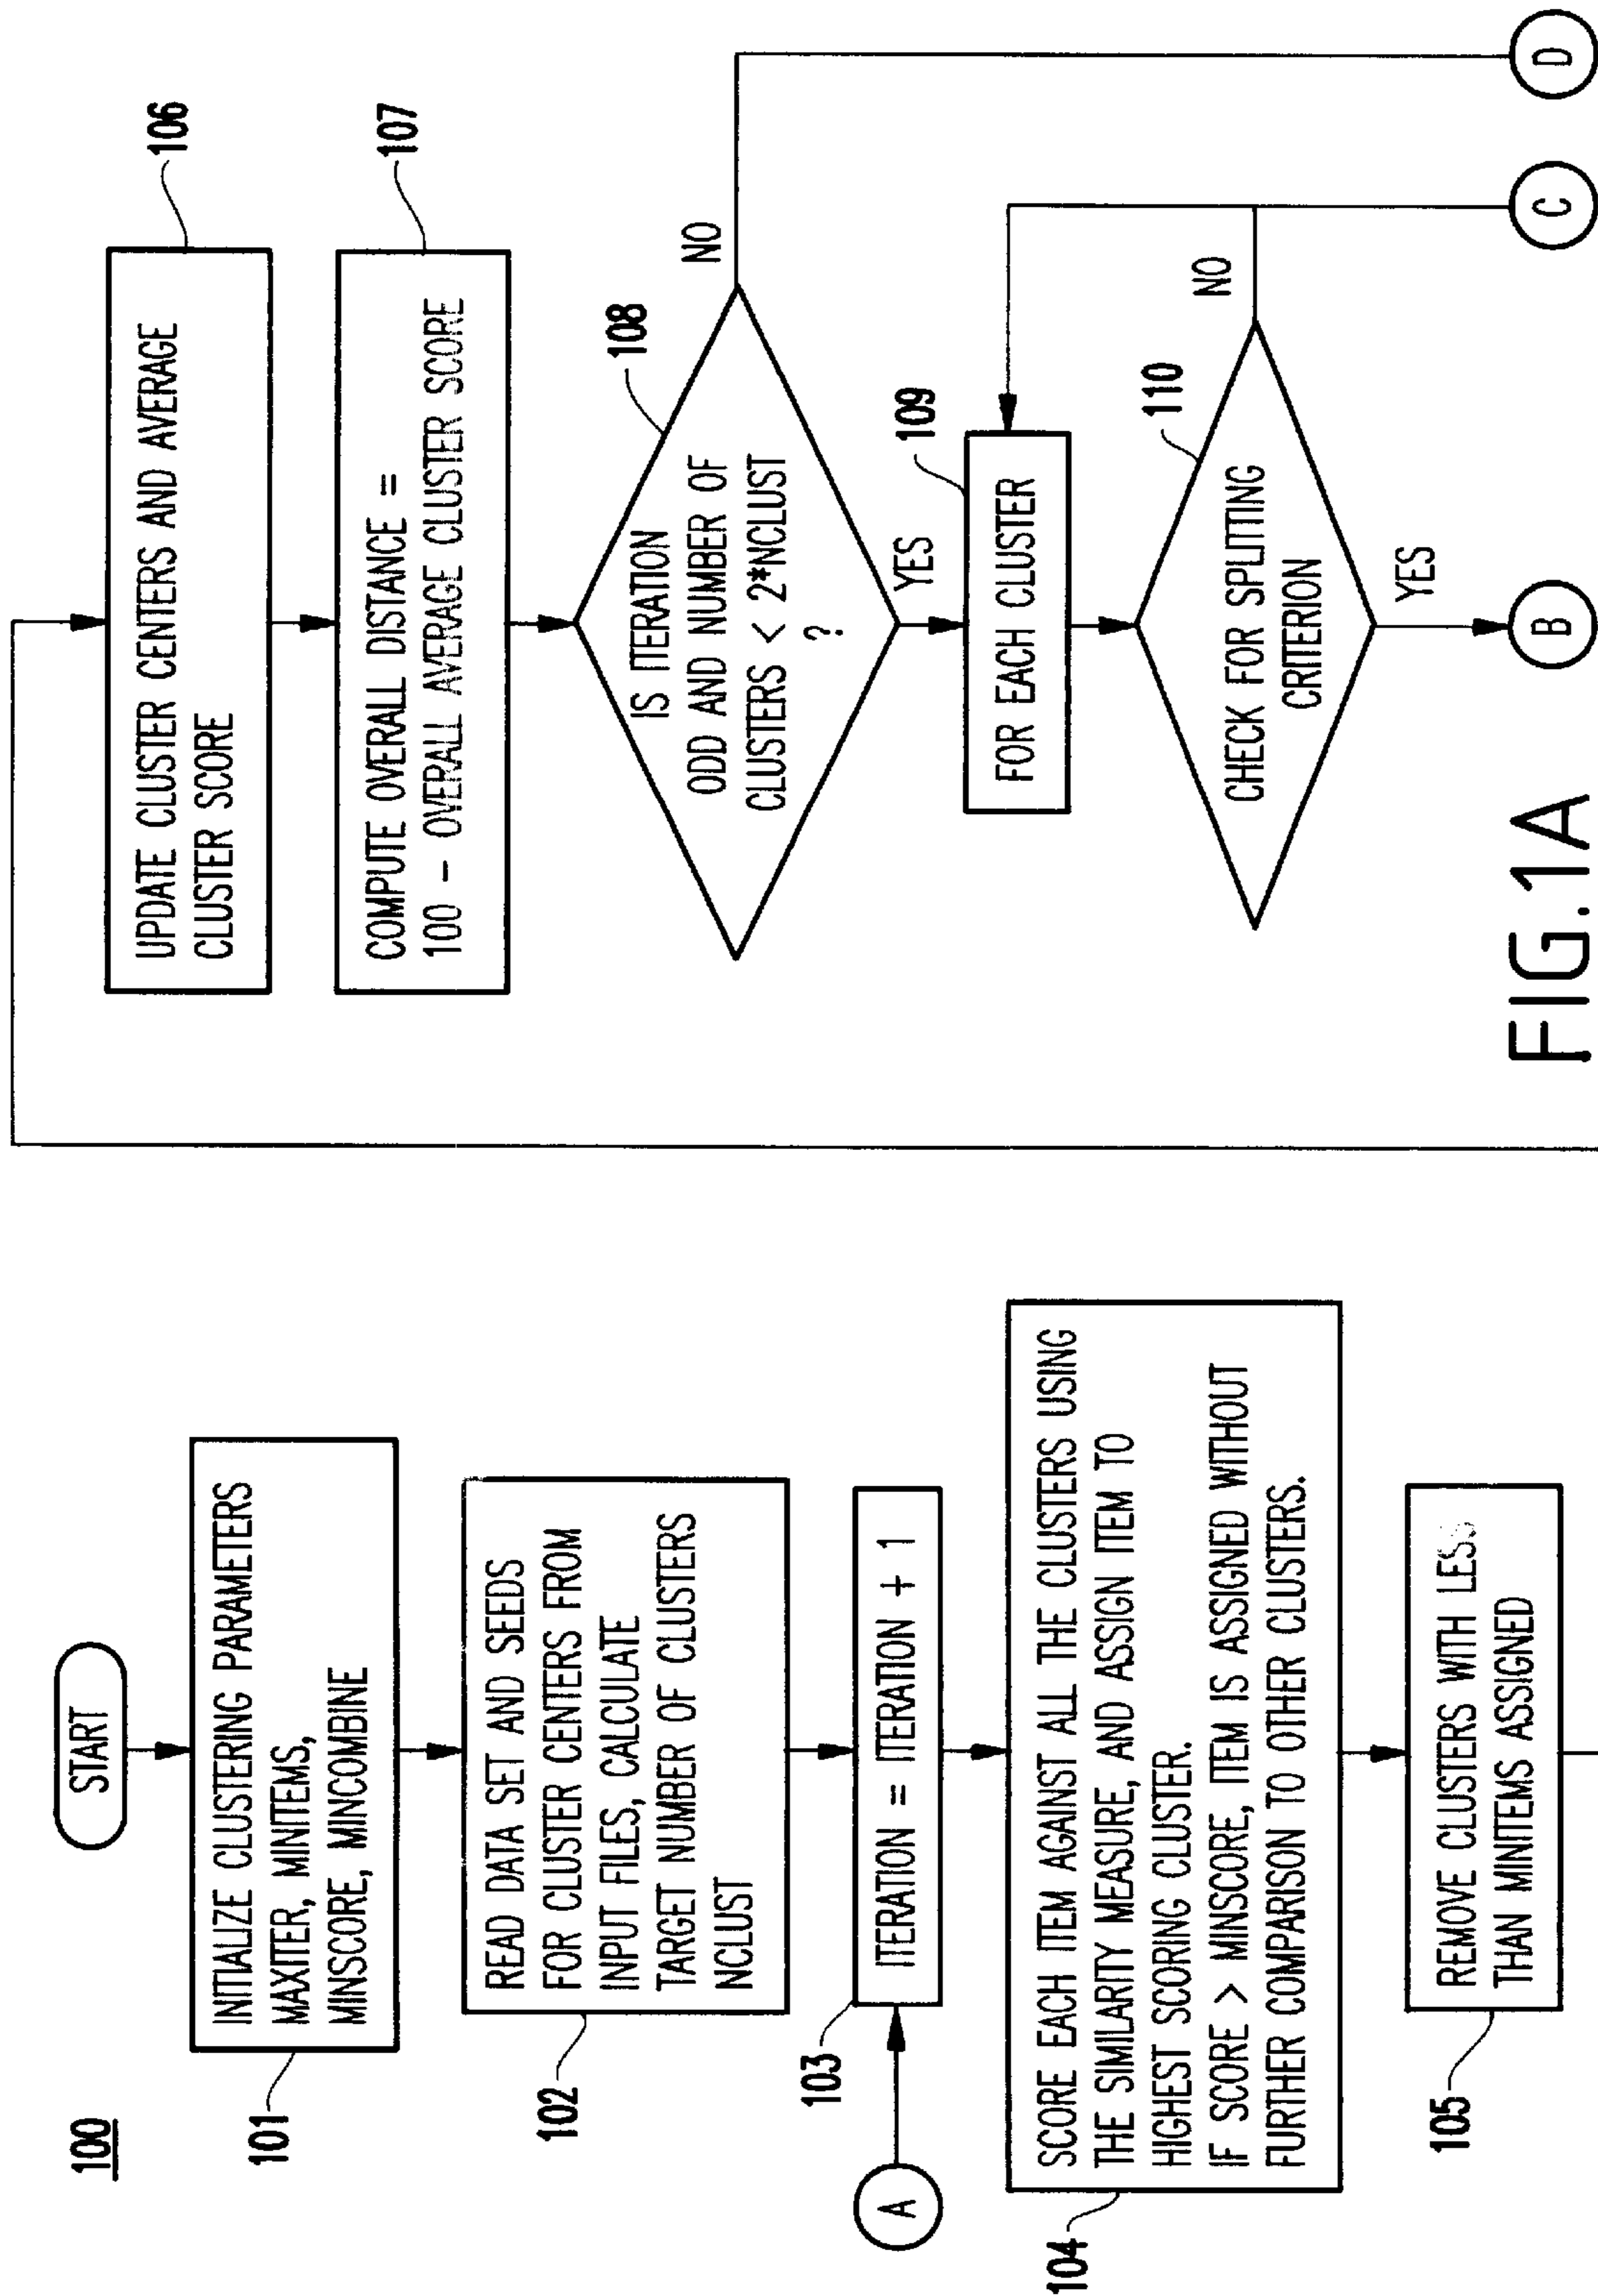 100
START
INITIALIZE CLUSTERING PARAMETERS
MAXITER, MINITEMS,
MINSCORE, MINCOMBINE
101
READ DATA SET AND SEEDS
FOR CLUSTER CENTERS FROM
INPUT FILES, CALCULATE
TARGET NUMBER OF CLUSTERS
NCLUST
102
103
ITERATION = ITERATION + 1
A
SCORE EACH ITEM AGAINST ALL THE CLUSTERS USING
THE SIMILARITY MEASURE, AND ASSIGN ITEM TO
HIGHEST SCORING CLUSTER.
IF SCORE > MINSCORE, ITEM IS ASSIGNED WITHOUT
FURTHER COMPARISON TO OTHER CLUSTERS.
104
REMOVE CLUSTERS WITH LESS
THAN MINITEMS ASSIGNED
105
UPDATE CLUSTER CENTERS AND AVERAGE
CLUSTER SCORE
106
COMPUTE OVERALL DISTANCE =
100 - OVERALL AVERAGE CLUSTER SCORE
107
108
IS ITERATION
ODD AND NUMBER OF
CLUSTERS < 2*NCLUST
?
NO
YES
109
FOR EACH CLUSTER
110
CHECK FOR SPLITTING
CRITERION
NO
YES
B
C
D
FIG.1A